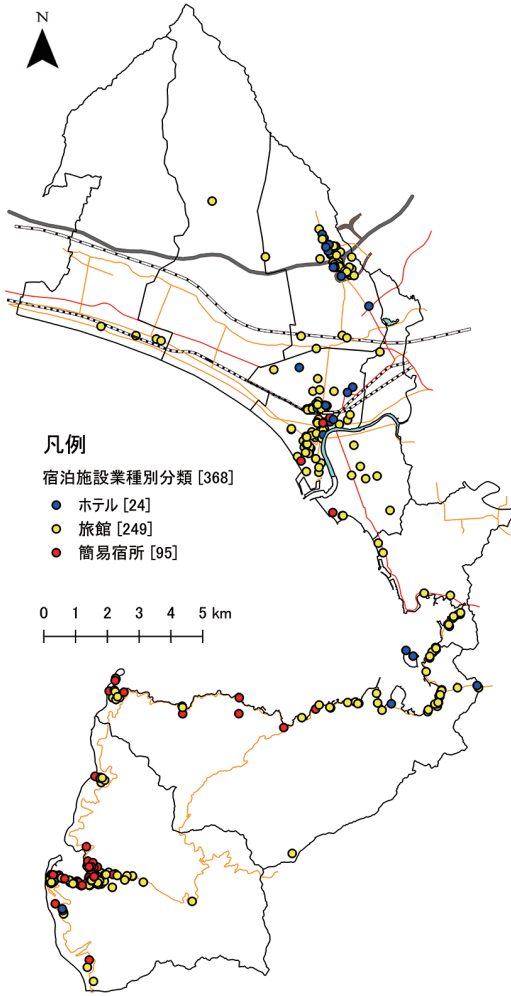 N
凡例
宿泊施設業種別分類 [368]
ホテル [24]
旅館 [249]
簡易宿所 [95]
0 1 2 3 4 5 km